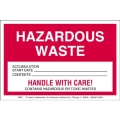 HAZARDOUS
WASTE
ACCUMULATION
START DATE
CONTENTS
HANDLE WITH CARE!
CONTAINS HAZARDOUS OR TOXIC WASTES